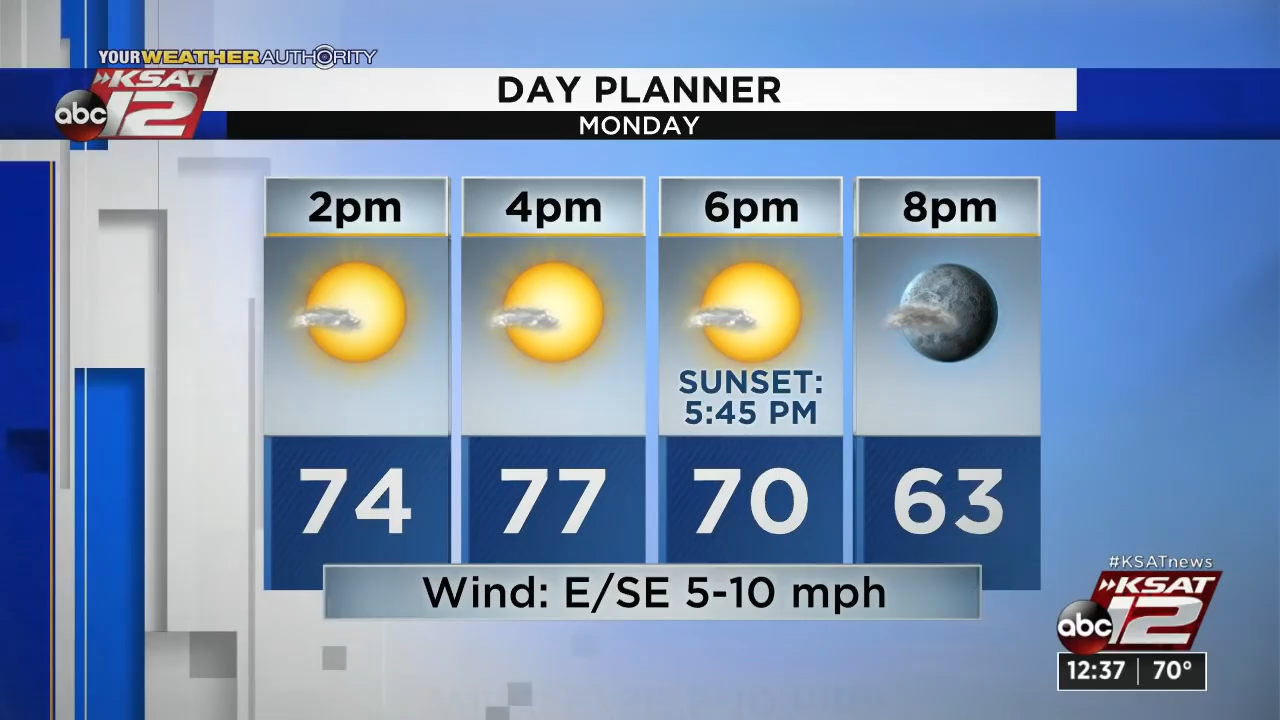 YOURWEATHERAUTHORITY
KSAT
abc 12
DAY PLANNER
MONDAY
2pm 4pm 6pm 8pm
SUNSET:
5:45 PM
74 77 70 63
Wind: E/SE 5-10 mph
#KSATnews
KSAT
abc 12
12:37 70°